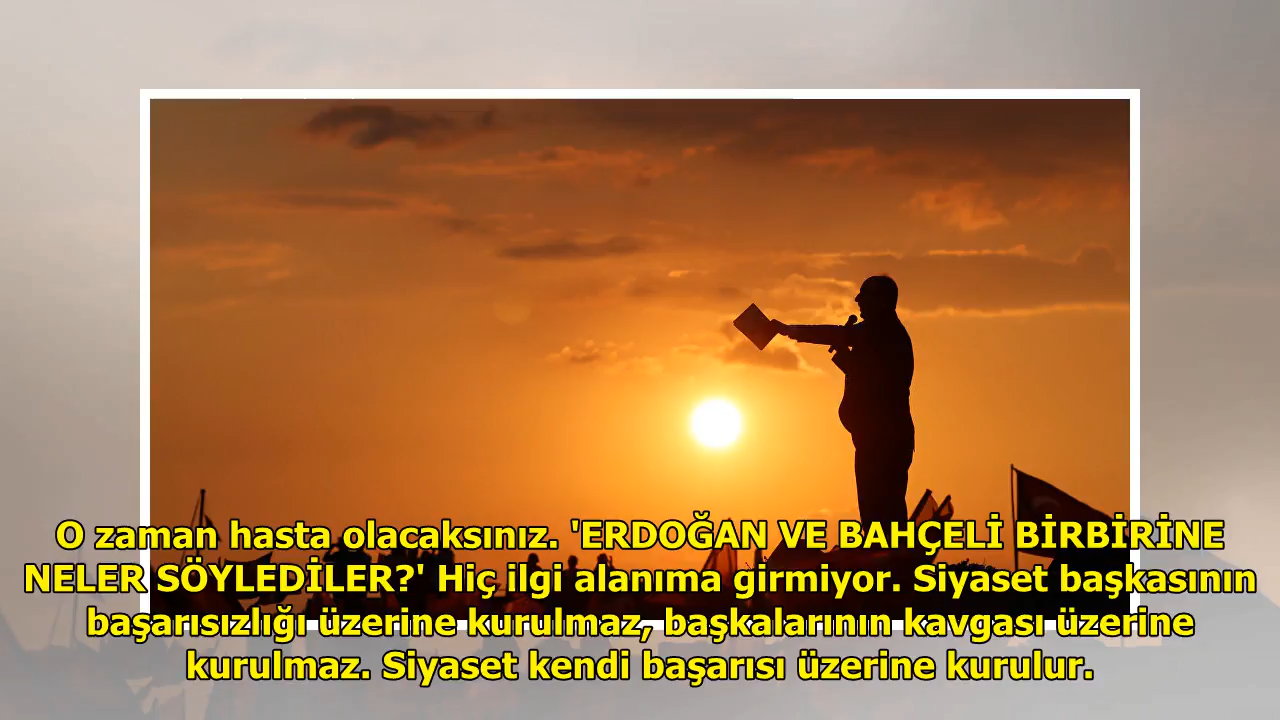 O zaman hasta olacaksınız. 'ERDOĞAN VE BAHÇELİ BİRBİRİNE
NELER SÖYLEDİLER?' Hiç ilgi alanıma girmiyor. Siyaset başkasının
başarısızlığı üzerine kurulmaz, başkalarının kavgası üzerine
kurulmaz. Siyaset kendi başarısı üzerine kurulur.